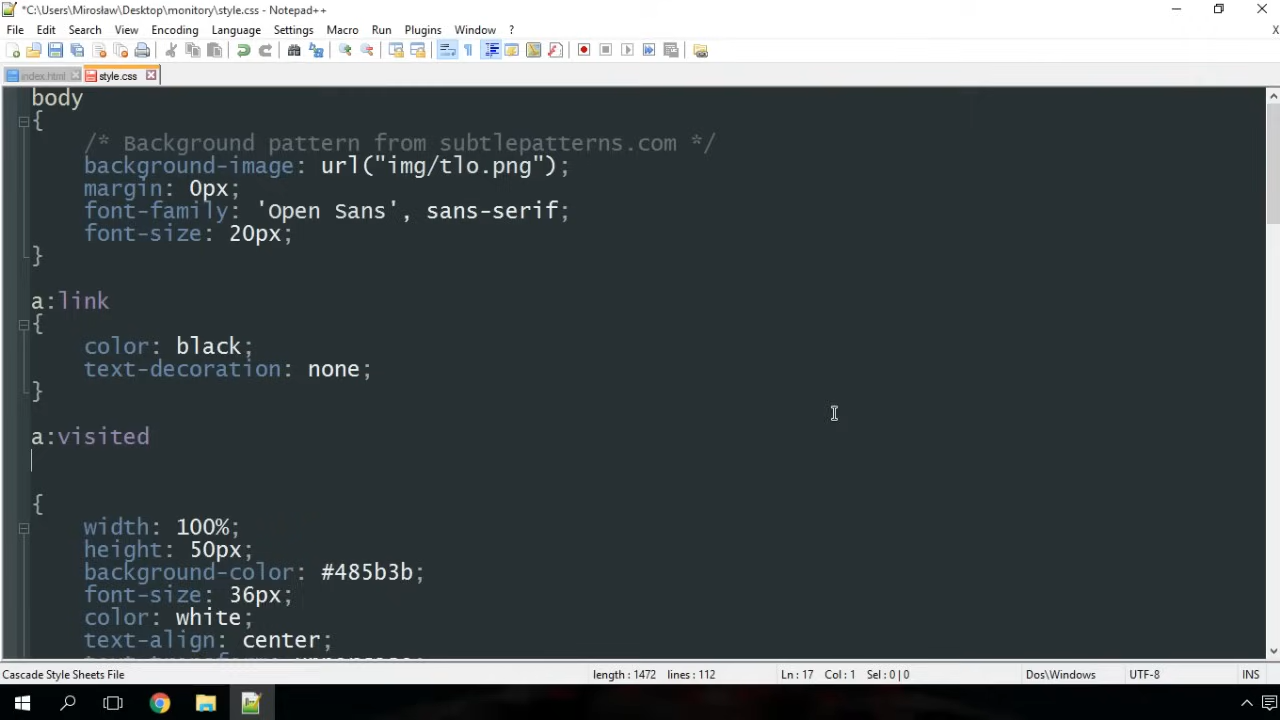 *C:\Users\Mirosław\Desktop\monitory\style.css - Notepad++
File Edit Search View Encoding Language Settings Macro Run Plugins Window ? X
index.html style.css
body
{
/* Background pattern from subtlepatterns.com */
background-image: url("img/tlo.png");
margin: 0px;
font-family: 'Open Sans', sans-serif;
font-size: 20px;
}
a:link
{
color: black;
text-decoration: none;
}
a:visited
{
width: 100%;
height: 50px;
background-color: #485b3b;
font-size: 36px;
color: white;
text-align: center;
Cascade Style Sheets File length : 1472 lines : 112 Ln : 17 Col : 1 Sel : 0 | 0 Dos\Windows UTF-8 INS